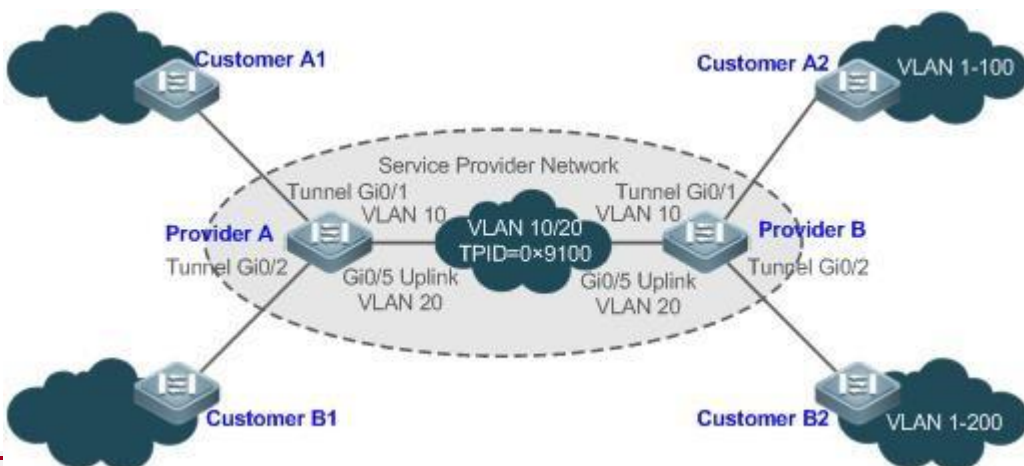 Customer A1
Customer A2
VLAN 1-100
Service Provider Network
Tunnel Gi0/1
VLAN 10
Tunnel Gi0/1
VLAN 10
Provider A
VLAN 10/20
TPID=0×9100
Provider B
Tunnel Gi0/2
Gi0/5 Uplink
VLAN 20
Gi0/5 Uplink
VLAN 20
Tunnel Gi0/2
Customer B1
Customer B2
VLAN 1-200